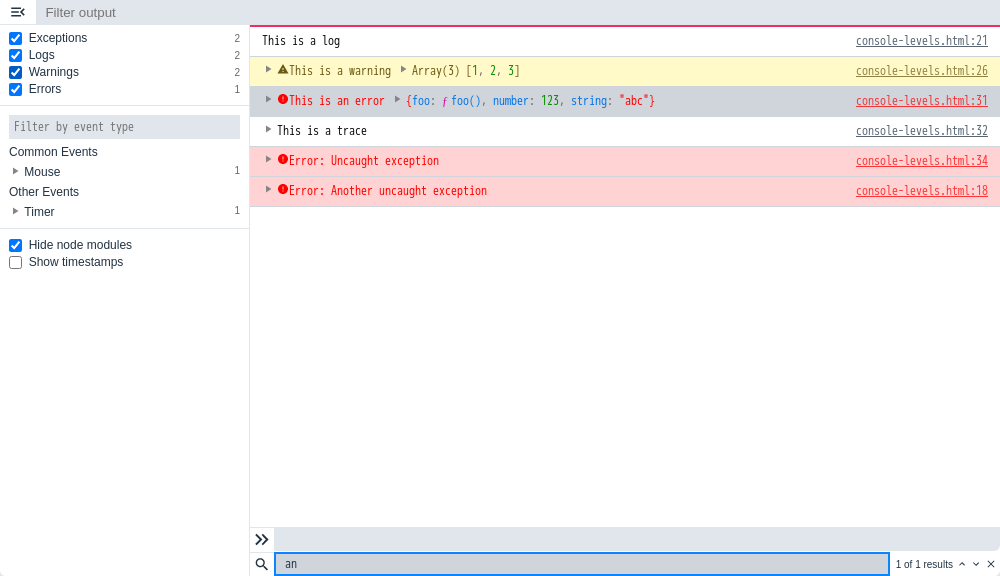 Filter output
Exceptions 2
Logs 2
Warnings 2
Errors 1
Filter by event type
Common Events
Mouse 1
Other Events
Timer 1
Hide node modules
Show timestamps
This is a log console-levels.html:21
This is a warning Array(3) [1, 2, 3] console-levels.html:26
This is an error {foo: ƒ foo(), number: 123, string: "abc"} console-levels.html:31
This is a trace console-levels.html:32
Error: Uncaught exception console-levels.html:34
Error: Another uncaught exception console-levels.html:18
an 1 of 1 results